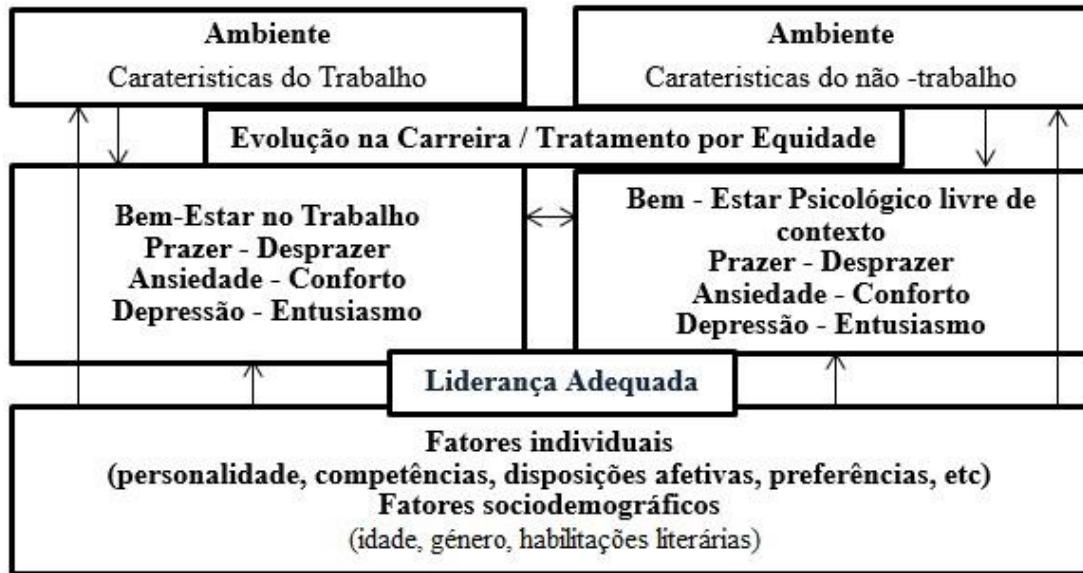 Ambiente
Carateristicas do Trabalho
Ambiente
Carateristicas do não -trabalho
Evolução na Carreira / Tratamento por Equidade
Bem-Estar no Trabalho
Prazer - Desprazer
Ansiedade - Conforto
Depressão - Entusiasmo
Bem - Estar Psicológico livre de
contexto
Prazer - Desprazer
Ansiedade - Conforto
Depressão - Entusiasmo
Liderança Adequada
Fatores individuais
(personalidade, competências, disposições afetivas, preferências, etc)
Fatores sociodemográficos
(idade, género, habilitações literárias)